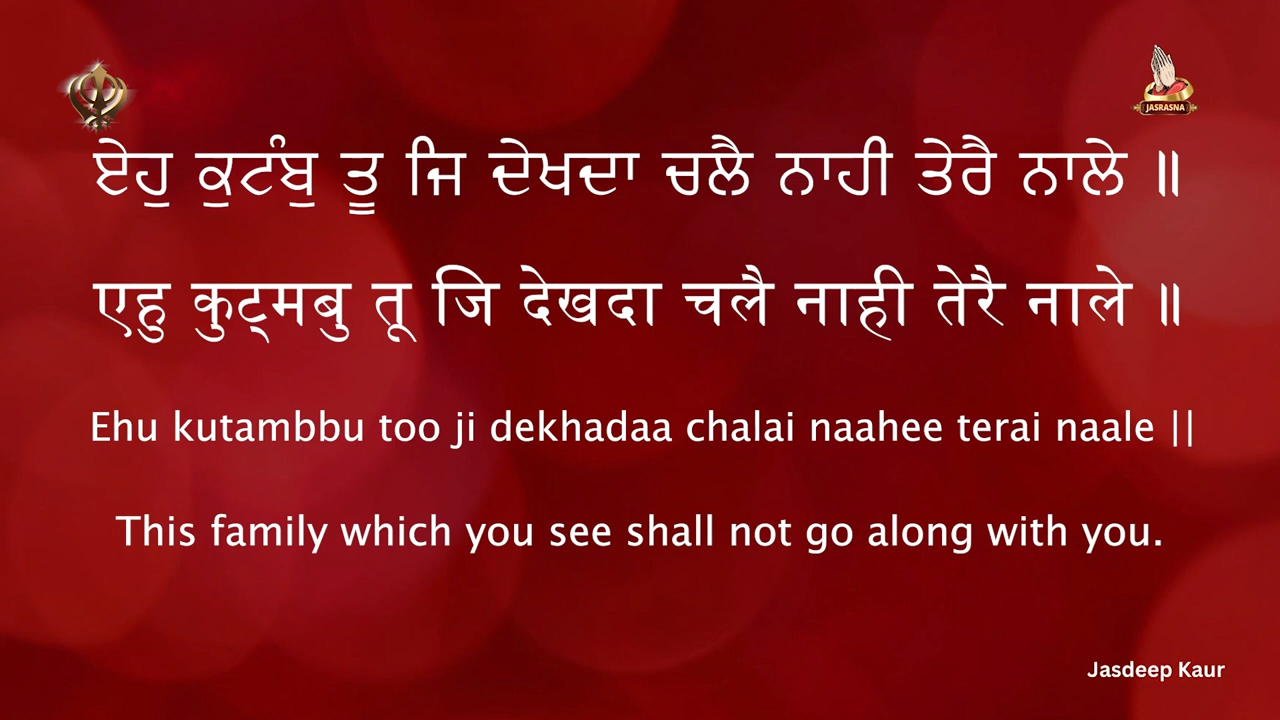 JASRASNA
ਏਹੁ ਕੁਟੰਬੁ ਤੂ ਜਿ ਦੇਖਦਾ ਚਲੈ ਨਾਹੀ ਤੇਰੈ ਨਾਲੇ ॥
एहु कुट्मबु तू जि देखदा चलै नाही तेरै नाले ॥
Ehu kutambbu too ji dekhadaa chalai naahee terai naale ||
This family which you see shall not go along with you.
Jasdeep Kaur